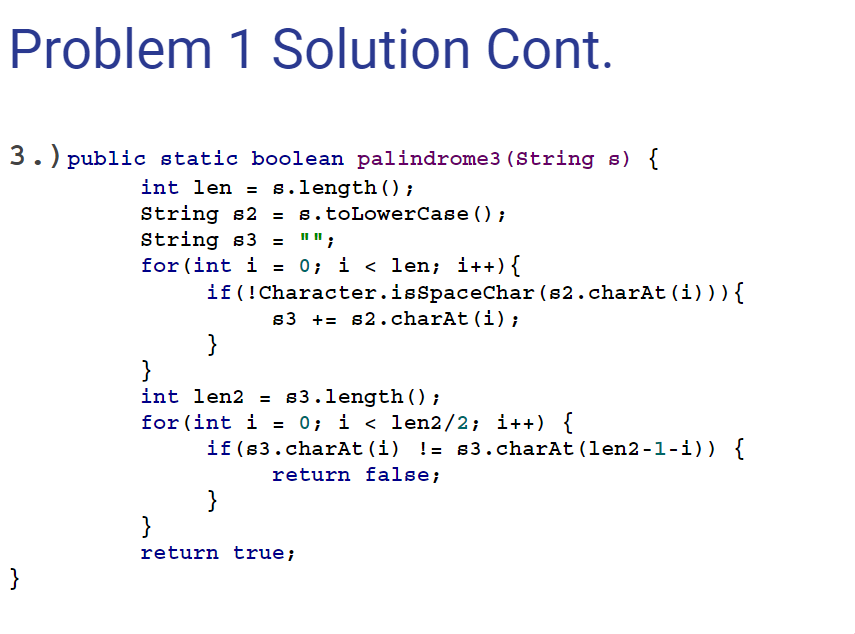 Problem 1 Solution Cont.
3.) public static boolean palindrome3(String s) {
int len = s.length();
String s2 = s.toLowerCase();
String s3 = "";
for(int i = 0; i < len; i++){
if(!Character.isSpaceChar(s2.charAt(i))){
s3 += s2.charAt(i);
}
}
int len2 = s3.length();
for(int i = 0; i < len2/2; i++) {
if(s3.charAt(i) != s3.charAt(len2-1-i)) {
return false;
}
}
return true;
}